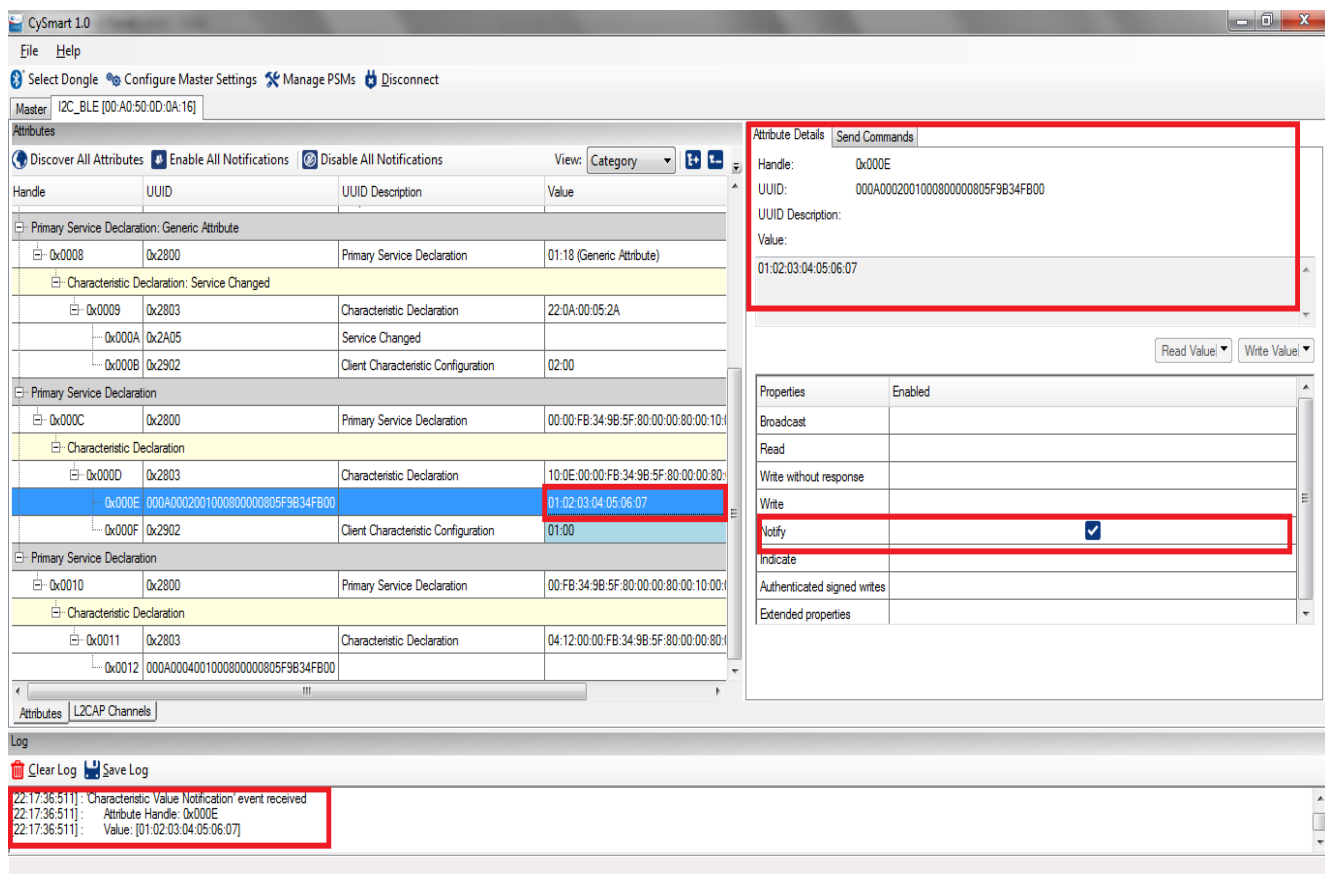 CySmart 1.0
File Help
Select Dongle Configure Master Settings Manage PSMs Disconnect
Master I2C_BLE [00:A0:50:0D:0A:16]
Attributes
Discover All Attributes Enable All Notifications Disable All Notifications View: Category
Handle UUID UUID Description Value
Primary Service Declaration: Generic Attribute
0x0008 0x2800 Primary Service Declaration 01:18 (Generic Attribute)
Characteristic Declaration: Service Changed
0x0009 0x2803 Characteristic Declaration 22:0A:00:05:2A
0x000A 0x2A05 Service Changed
0x000B 0x2902 Client Characteristic Configuration 02:00
Primary Service Declaration
0x000C 0x2800 Primary Service Declaration 00:00:FB:34:9B:5F:80:00:00:80:00:10:
Characteristic Declaration
0x000D 0x2803 Characteristic Declaration 10:0E:00:00:FB:34:9B:5F:80:00:00:80:
0x000E 000A0002001000800000805F9B34FB00 01:02:03:04:05:06:07
0x000F 0x2902 Client Characteristic Configuration 01:00
Primary Service Declaration
0x0010 0x2800 Primary Service Declaration 00:FB:34:9B:5F:80:00:00:80:00:10:00:
Characteristic Declaration
0x0011 0x2803 Characteristic Declaration 04:12:00:00:FB:34:9B:5F:80:00:00:80:
0x0012 000A0004001000800000805F9B34FB00
Attributes L2CAP Channels
Attribute Details Send Commands
Handle: 0x000E
UUID: 000A0002001000800000805F9B34FB00
UUID Description:
Value:
01:02:03:04:05:06:07
Read Value Write Value
Properties Enabled
Broadcast
Read
Write without response
Write
Notify
Indicate
Authenticated signed writes
Extended properties
Log
Clear Log Save Log
[22:17:36:511] : 'Characteristic Value Notification' event received
[22:17:36:511] : Attribute Handle: 0x000E
[22:17:36:511] : Value: [01:02:03:04:05:06:07]